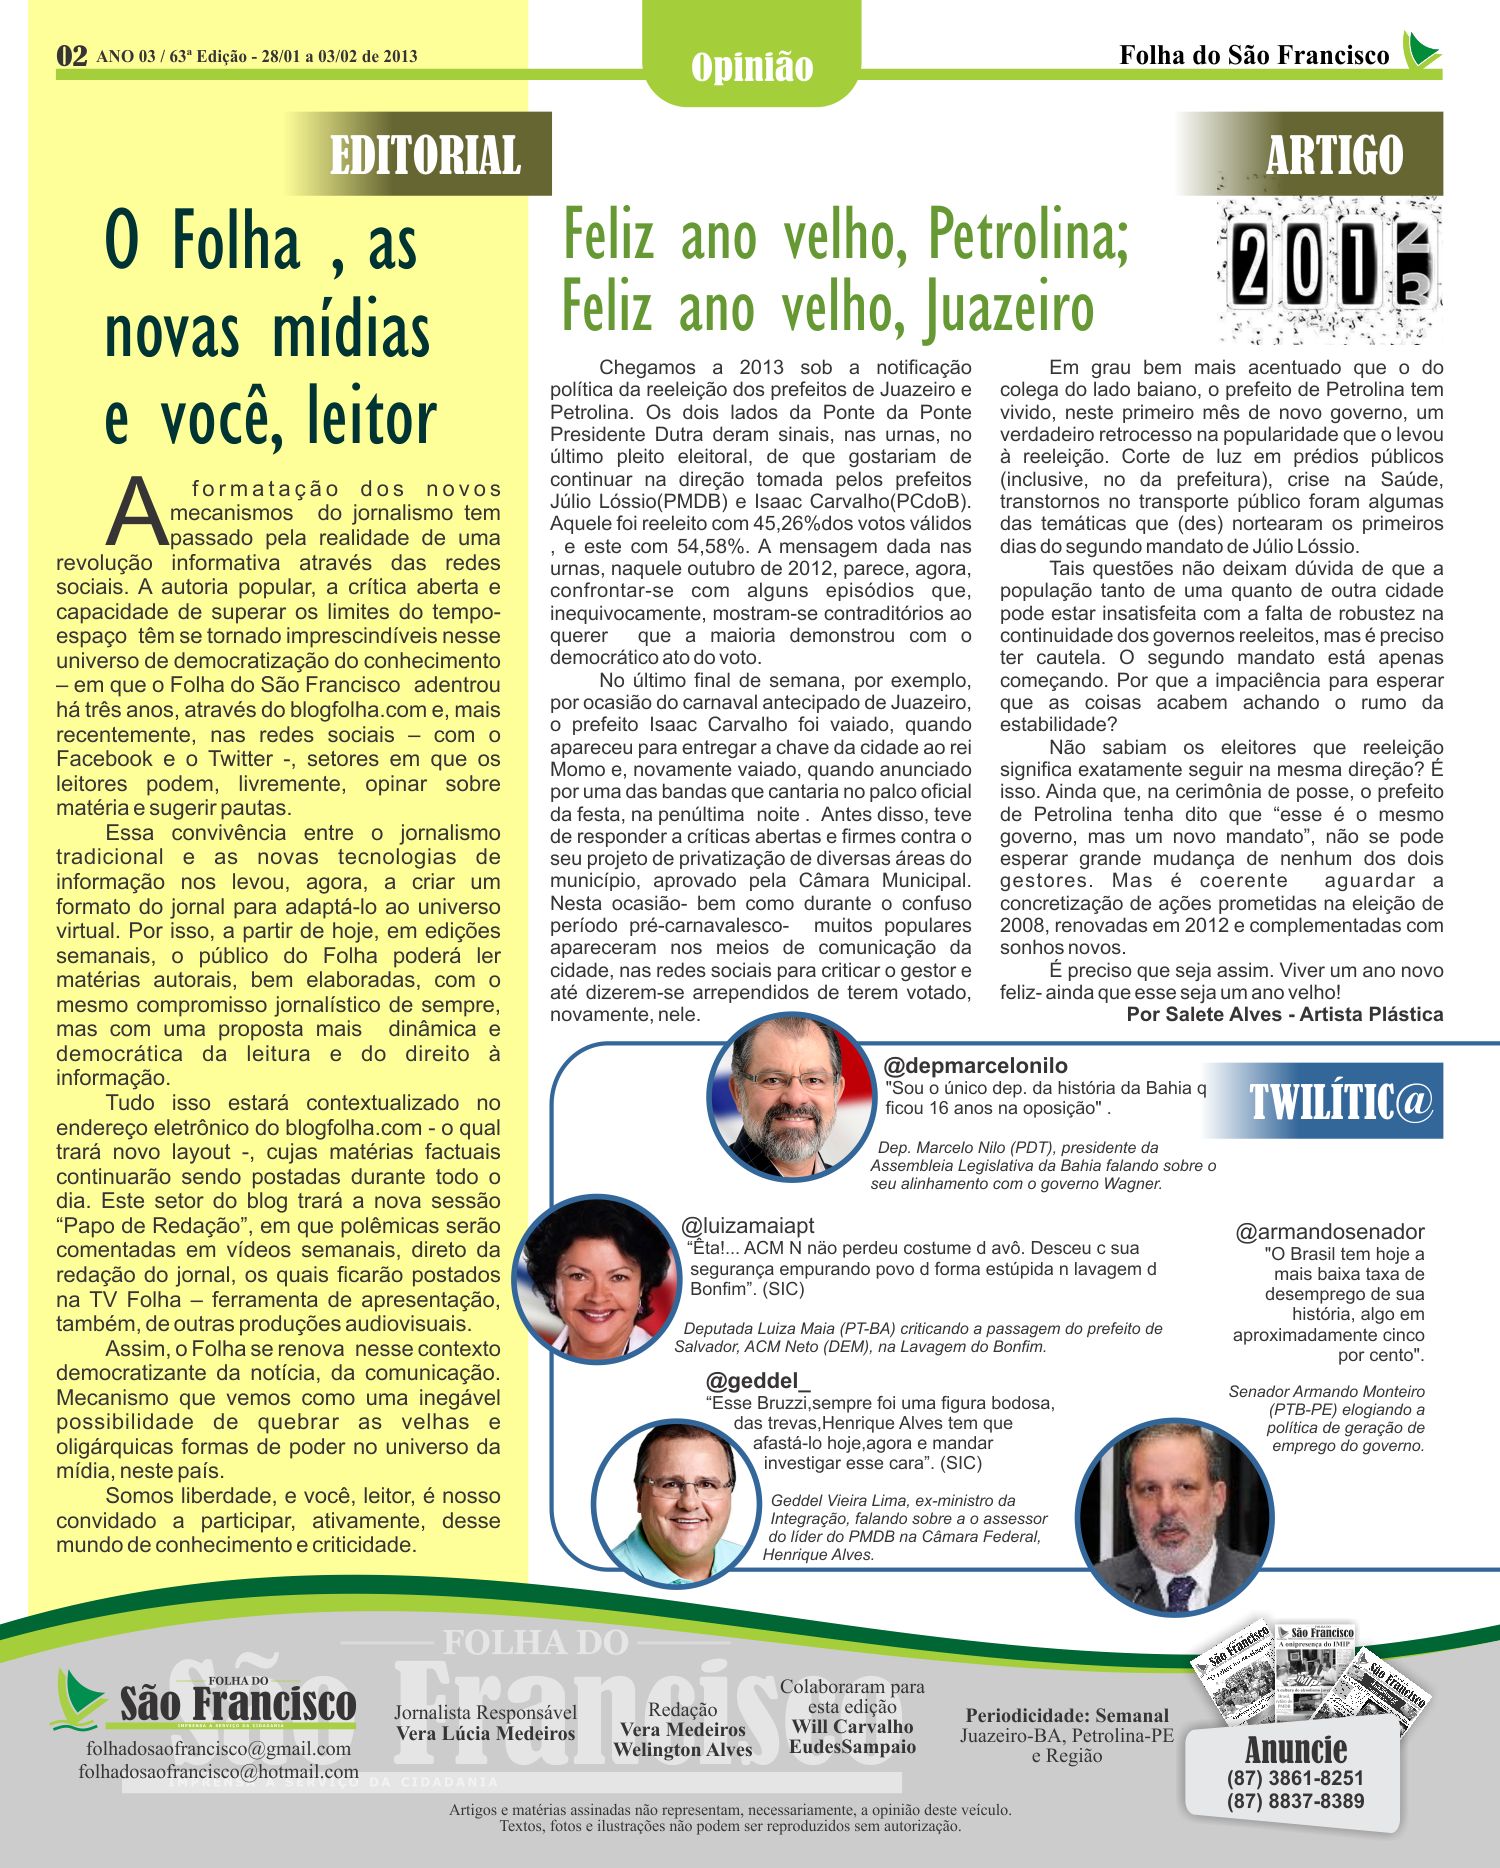 02 ANO 03 / 63ª Edição - 28/01 a 03/02 de 2013
Opinião
Folha do São Francisco
EDITORIAL
O Folha , as
novas mídias
e você, leitor
A formatação dos novos
mecanismos do jornalismo tem
passado pela realidade de uma
revolução informativa através das redes
sociais. A autoria popular, a crítica aberta e
capacidade de superar os limites do tempo-
espaço têm se tornado imprescindíveis nesse
universo de democratização do conhecimento
– em que o Folha do São Francisco adentrou
há três anos, através do blogfolha.com e, mais
recentemente, nas redes sociais – com o
Facebook e o Twitter -, setores em que os
leitores podem, livremente, opinar sobre
matéria e sugerir pautas.
Essa convivência entre o jornalismo
tradicional e as novas tecnologias de
informação nos levou, agora, a criar um
formato do jornal para adaptá-lo ao universo
virtual. Por isso, a partir de hoje, em edições
semanais, o público do Folha poderá ler
matérias autorais, bem elaboradas, com o
mesmo compromisso jornalístico de sempre,
mas com uma proposta mais dinâmica e
democrática da leitura e do direito à
informação.
Tudo isso estará contextualizado no
endereço eletrônico do blogfolha.com - o qual
trará novo layout -, cujas matérias factuais
continuarão sendo postadas durante todo o
dia. Este setor do blog trará a nova sessão
“Papo de Redação”, em que polêmicas serão
comentadas em vídeos semanais, direto da
redação do jornal, os quais ficarão postados
na TV Folha – ferramenta de apresentação,
também, de outras produções audiovisuais.
Assim, o Folha se renova nesse contexto
democratizante da notícia, da comunicação.
Mecanismo que vemos como uma inegável
possibilidade de quebrar as velhas e
oligárquicas formas de poder no universo da
mídia, neste país.
Somos liberdade, e você, leitor, é nosso
convidado a participar, ativamente, desse
mundo de conhecimento e criticidade.
ARTIGO
Feliz ano velho, Petrolina;
Feliz ano velho, Juazeiro
2 0 1 2 3
Chegamos a 2013 sob a notificação
política da reeleição dos prefeitos de Juazeiro e
Petrolina. Os dois lados da Ponte da Ponte
Presidente Dutra deram sinais, nas urnas, no
último pleito eleitoral, de que gostariam de
continuar na direção tomada pelos prefeitos
Júlio Lóssio(PMDB) e Isaac Carvalho(PCdoB).
Aquele foi reeleito com 45,26%dos votos válidos
, e este com 54,58%. A mensagem dada nas
urnas, naquele outubro de 2012, parece, agora,
confrontar-se com alguns episódios que,
inequivocamente, mostram-se contraditórios ao
querer que a maioria demonstrou com o
democrático ato do voto.
No último final de semana, por exemplo,
por ocasião do carnaval antecipado de Juazeiro,
o prefeito Isaac Carvalho foi vaiado, quando
apareceu para entregar a chave da cidade ao rei
Momo e, novamente vaiado, quando anunciado
por uma das bandas que cantaria no palco oficial
da festa, na penúltima noite . Antes disso, teve
de responder a críticas abertas e firmes contra o
seu projeto de privatização de diversas áreas do
município, aprovado pela Câmara Municipal.
Nesta ocasião- bem como durante o confuso
período pré-carnavalesco- muitos populares
apareceram nos meios de comunicação da
cidade, nas redes sociais para criticar o gestor e
até dizerem-se arrependidos de terem votado,
novamente, nele.
Em grau bem mais acentuado que o do
colega do lado baiano, o prefeito de Petrolina tem
vivido, neste primeiro mês de novo governo, um
verdadeiro retrocesso na popularidade que o levou
à reeleição. Corte de luz em prédios públicos
(inclusive, no da prefeitura), crise na Saúde,
transtornos no transporte público foram algumas
das temáticas que (des) nortearam os primeiros
dias do segundo mandato de Júlio Lóssio.
Tais questões não deixam dúvida de que a
população tanto de uma quanto de outra cidade
pode estar insatisfeita com a falta de robustez na
continuidade dos governos reeleitos, mas é preciso
ter cautela. O segundo mandato está apenas
começando. Por que a impaciência para esperar
que as coisas acabem achando o rumo da
estabilidade?
Não sabiam os eleitores que reeleição
significa exatamente seguir na mesma direção? É
isso. Ainda que, na cerimônia de posse, o prefeito
de Petrolina tenha dito que “esse é o mesmo
governo, mas um novo mandato”, não se pode
esperar grande mudança de nenhum dos dois
gestores. Mas é coerente aguardar a
concretização de ações prometidas na eleição de
2008, renovadas em 2012 e complementadas com
sonhos novos.
É preciso que seja assim. Viver um ano novo
feliz- ainda que esse seja um ano velho!
Por Salete Alves - Artista Plástica
TWILÍTIC@
@depmarcelonilo
"Sou o único dep. da história da Bahia q
ficou 16 anos na oposição" .
Dep. Marcelo Nilo (PDT), presidente da
Assembleia Legislativa da Bahia falando sobre o
seu alinhamento com o governo Wagner.
@luizamaiapt
“Êta!... ACM N näo perdeu costume d avô. Desceu c sua
segurança empurando povo d forma estúpida n lavagem d
Bonfim”. (SIC)
Deputada Luiza Maia (PT-BA) criticando a passagem do prefeito de
Salvador, ACM Neto (DEM), na Lavagem do Bonfim.
@geddel_
“Esse Bruzzi,sempre foi uma figura bodosa,
das trevas,Henrique Alves tem que
afastá-lo hoje,agora e mandar
investigar esse cara”. (SIC)
Geddel Vieira Lima, ex-ministro da
Integração, falando sobre a o assessor
do líder do PMDB na Câmara Federal,
Henrique Alves.
@armandosenador
"O Brasil tem hoje a
mais baixa taxa de
desemprego de sua
história, algo em
aproximadamente cinco
por cento".
Senador Armando Monteiro
(PTB-PE) elogiando a
política de geração de
emprego do governo.
FOLHA DO
São Francisco
IMPRENSA A SERVIÇO DA CIDADANIA
FOLHA DO
São Francisco
IMPRENSA A SERVIÇO DA CIDADANIA
folhadosaofrancisco@gmail.com
folhadosaofrancisco@hotmail.com
Jornalista Responsável
Vera Lúcia Medeiros
Redação
Vera Medeiros
Welington Alves
Colaboraram para
esta edição
Will Carvalho
EudesSampaio
Periodicidade: Semanal
Juazeiro-BA, Petrolina-PE
e Região
São Francisco
São Francisco
A onipresença do IMIP
São Francisco
Anuncie
(87) 3861-8251
(87) 8837-8389
Artigos e matérias assinadas não representam, necessariamente, a opinião deste veículo.
Textos, fotos e ilustrações não podem ser reproduzidos sem autorização.